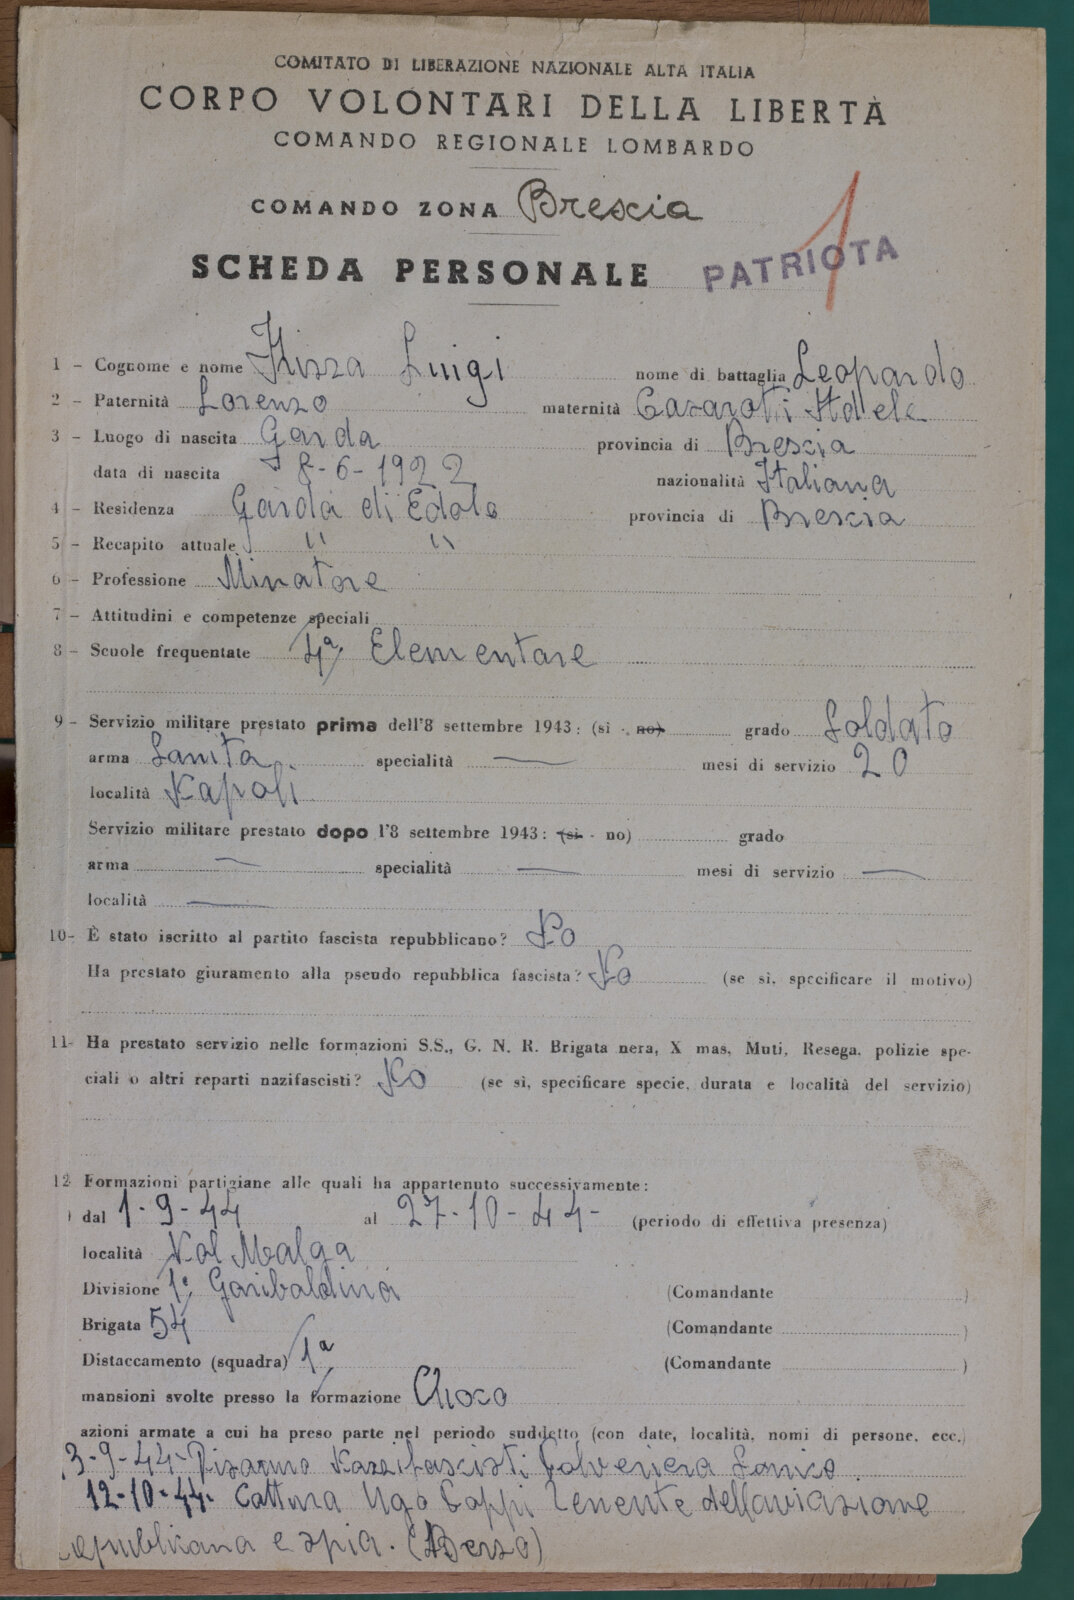 COMITATO DI LIBERAZIONE NAZIONALE ALTA ITALIA
CORPO VOLONTARI DELLA LIBERTÀ
COMANDO REGIONALE LOMBARDO
COMANDO ZONA Brescia
SCHEDA PERSONALE PATRIOTA
1 - Cognome e nome Luigi nome di battaglia Leopardo
2 - Paternità Lorenzo maternità Casarotti Adele
3 - Luogo di nascita Garda provincia di Brescia
data di nascita 8-6-1922 nazionalità Italiana
4 - Residenza Garda di Edolo provincia di Brescia
5 - Recapito attuale " "
6 - Professione Minatore
7 - Attitudini e competenze speciali
8 - Scuole frequentate 4ª Elementare
9 - Servizio militare prestato prima dell'8 settembre 1943: (si - no) grado Soldato
arma Sanità specialità — mesi di servizio 20
località Napoli
Servizio militare prestato dopo l'8 settembre 1943: (si - no) grado
arma — specialità — mesi di servizio —
località —
10- È stato iscritto al partito fascista repubblicano? No
Ha prestato giuramento alla pseudo repubblica fascista? No (se sì, specificare il motivo)
11- Ha prestato servizio nelle formazioni S.S., G. N. R. Brigata nera, X mas, Muti, Resega, polizie spe-
ciali o altri reparti nazifascisti? No (se sì, specificare specie, durata e località del servizio)
12 Formazioni partigiane alle quali ha appartenuto successivamente:
dal 1-9-44 al 27-10-44- (periodo di effettiva presenza)
località Val Malga
Divisione 1ª Garibaldina (Comandante )
Brigata 54 (Comandante )
Distaccamento (squadra) 1ª (Comandante )
mansioni svolte presso la formazione
azioni armate a cui ha preso parte nel periodo suddetto (con date, località, nomi di persone, ecc.)
3-9-44- Disarmo Nazzifascisti Polveriera Sonico.
12-10-44- Cattura Ugo Tenente dell'aviazione
republicana e spia. (Berzo)